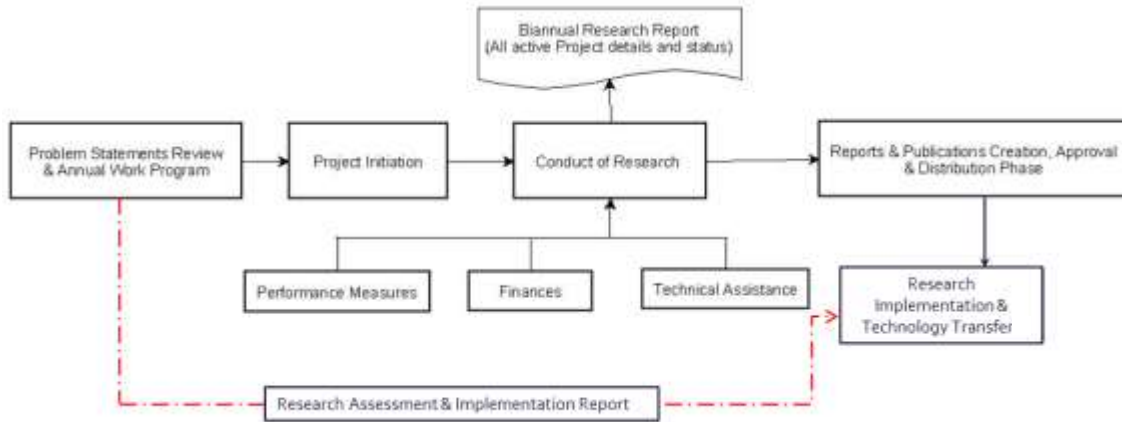 Biannual Research Report
(All active Project details and status)
Problem Statements Review
& Annual Work Program
Project Initiation
Conduct of Research
Reports & Publications Creation, Approval
& Distribution Phase
Performance Measures
Finances
Technical Assistance
Research
Implementation &
Technology Transfer
Research Assessment & Implementation Report